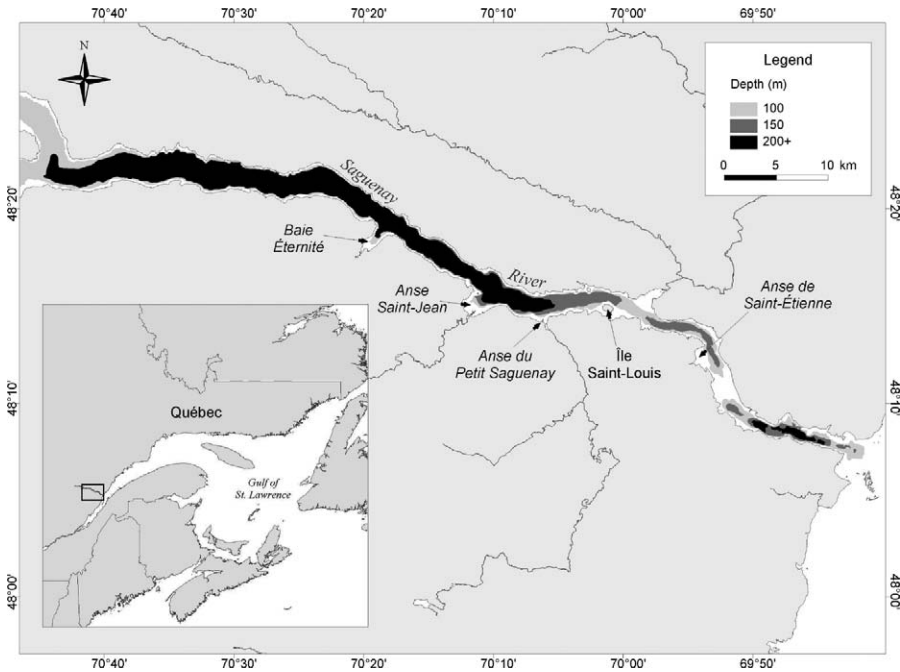 70°40'
70°30'
70°20'
70°10'
70°00'
69°50'
N
Legend
Depth (m)
100
150
200+
0
5
10 km
48°20'
48°20'
Saguenay
River
Baie
Éternité
Anse
Saint-Jean
Anse du
Petit Saguenay
Île
Saint-Louis
Anse de
Saint-Étienne
48°10'
48°10'
Québec
Gulf of
St. Lawrence
48°00'
48°00'
70°40'
70°30'
70°20'
70°10'
70°00'
69°50'